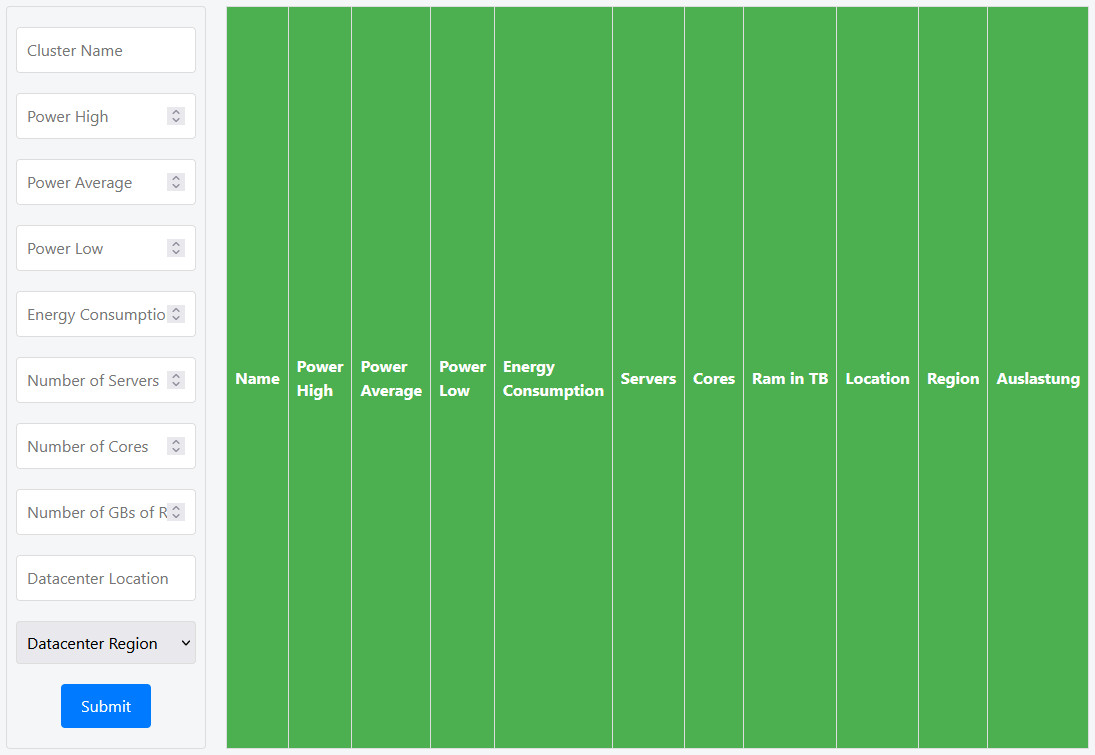 Cluster Name
Power High
Power Average
Power Low
Energy Consumptio
Number of Servers
Number of Cores
Number of GBs of R
Datacenter Location
Datacenter Region
Submit
Name
Power
High
Power
Average
Power
Low
Energy
Consumption
Servers
Cores
Ram in TB
Location
Region
Auslastung